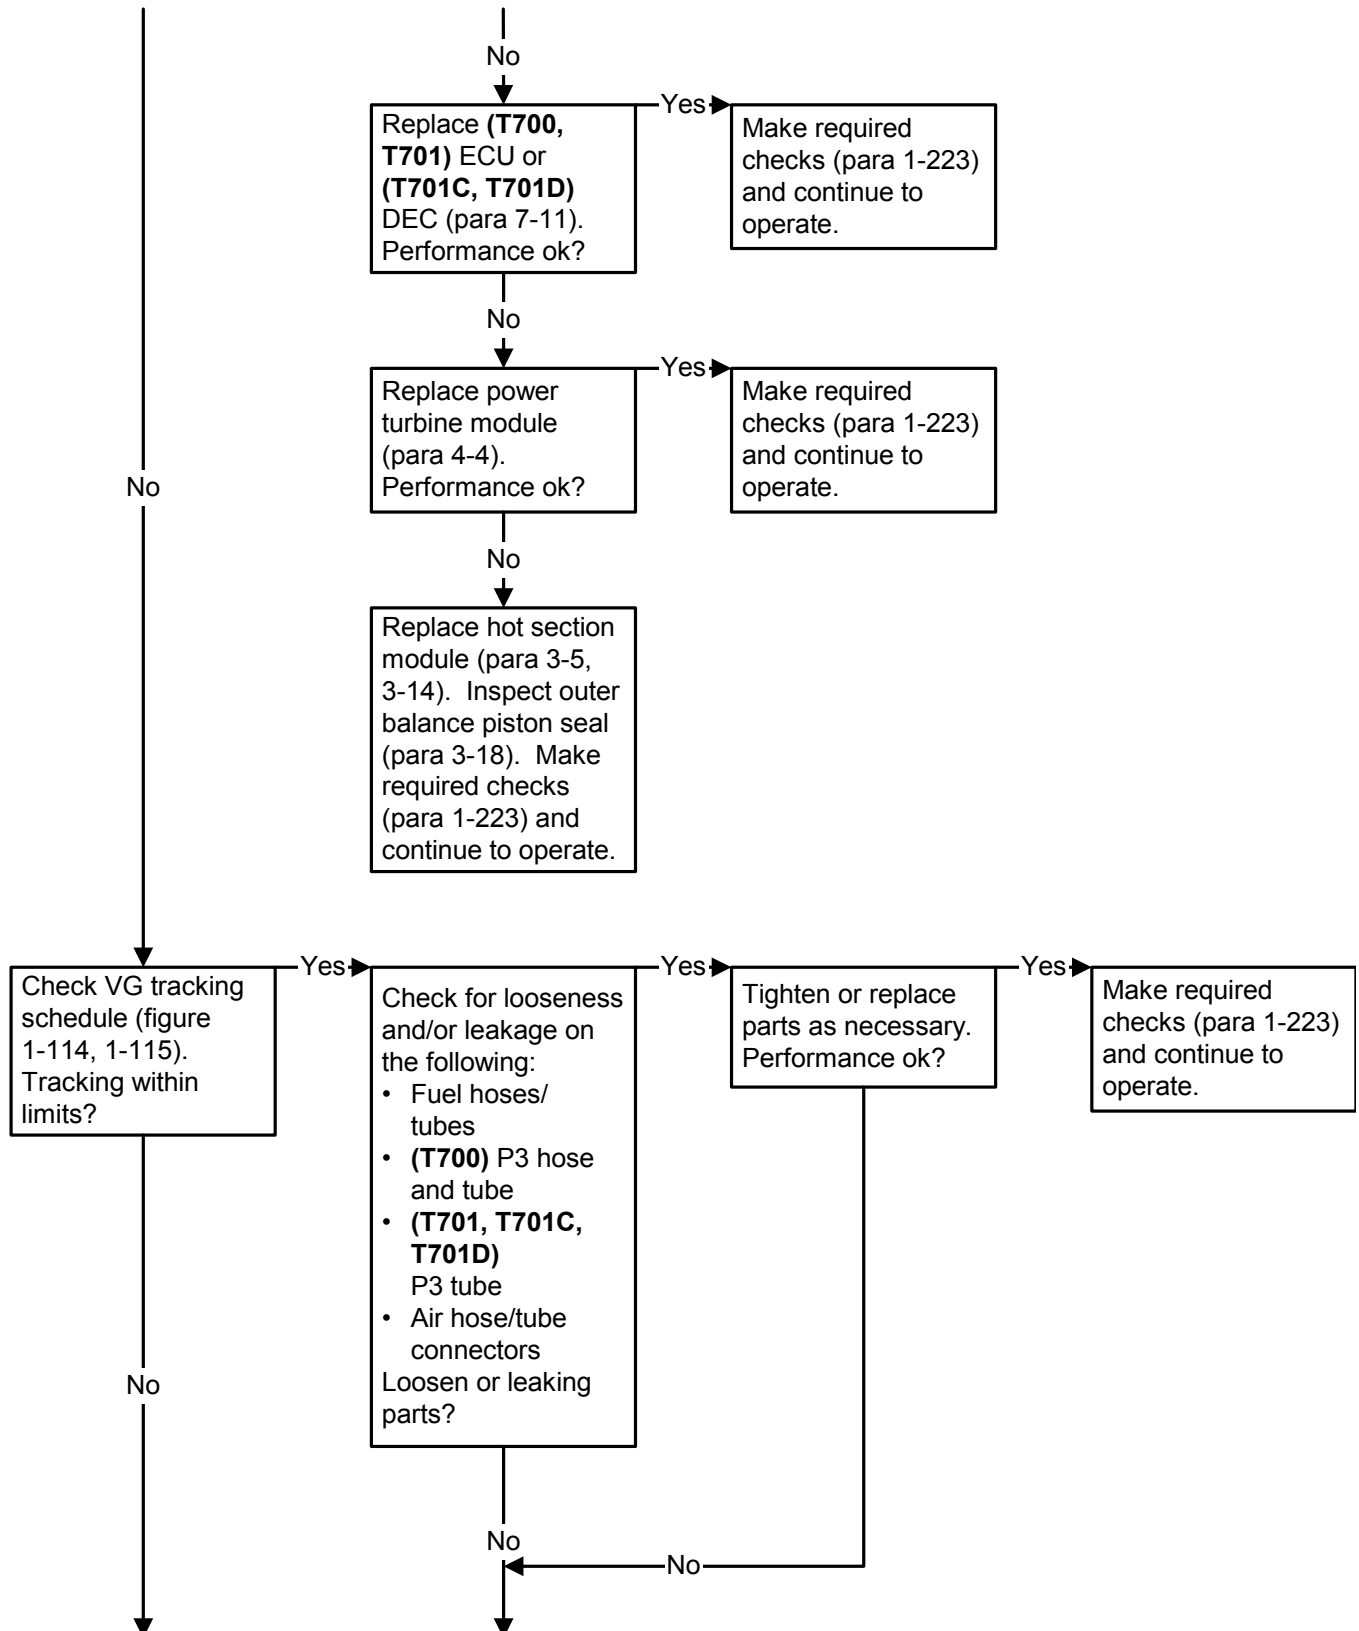 No
Replace (T700,
T701) ECU or
(T701C, T701D)
DEC (para 7-11).
Performance ok?
Yes
Make required
checks (para 1-223)
and continue to
operate.
No
Replace power
turbine module
(para 4-4).
Performance ok?
Yes
Make required
checks (para 1-223)
and continue to
operate.
No
No
Replace hot section
module (para 3-5,
3-14). Inspect outer
balance piston seal
(para 3-18). Make
required checks
(para 1-223) and
continue to operate.
Check VG tracking
schedule (figure
1-114, 1-115).
Tracking within
limits?
Yes
Check for looseness
and/or leakage on
the following:
• Fuel hoses/
tubes
• (T700) P3 hose
and tube
• (T701, T701C,
T701D)
P3 tube
• Air hose/tube
connectors
Loosen or leaking
parts?
Yes
Tighten or replace
parts as necessary.
Performance ok?
Yes
Make required
checks (para 1-223)
and continue to
operate.
No
No
No